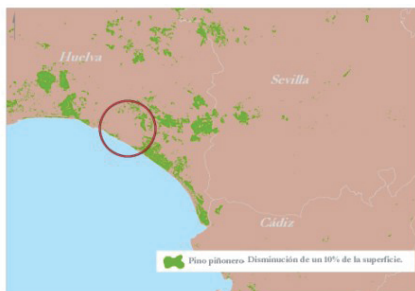 Huelva
Sevilla
Cádiz
Pino piñonero. Disminución de un 10% de la superficie.